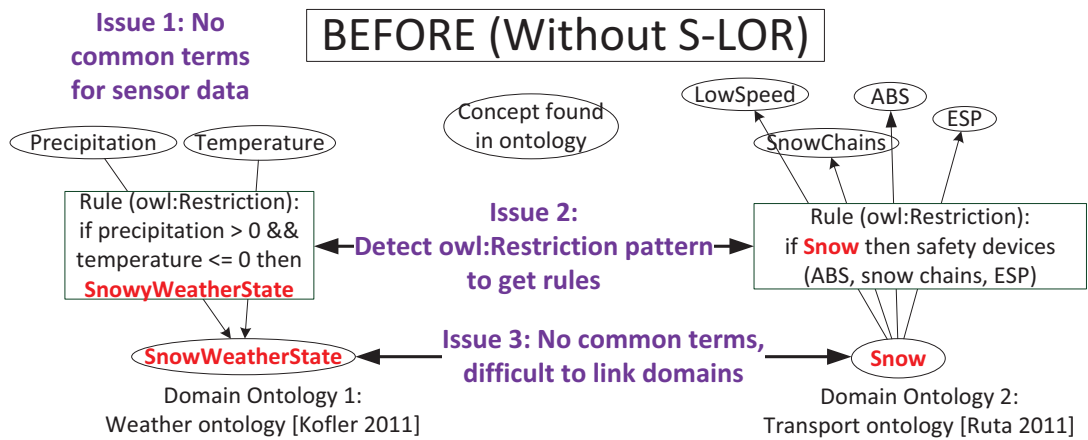 BEFORE (Without S-LOR)
Issue 1: No
common terms
for sensor data
Precipitation
Temperature
Rule (owl:Restriction):
if precipitation > 0 &&
temperature <= 0 then
SnowyWeatherState
SnowWeatherState
Domain Ontology 1:
Weather ontology [Kofler 2011]
Concept found
in ontology
Issue 2:
Detect owl:Restriction pattern
to get rules
Issue 3: No common terms,
difficult to link domains
LowSpeed
ABS
ESP
SnowChains
Rule (owl:Restriction):
if Snow then safety devices
(ABS, snow chains, ESP)
Snow
Domain Ontology 2:
Transport ontology [Ruta 2011]